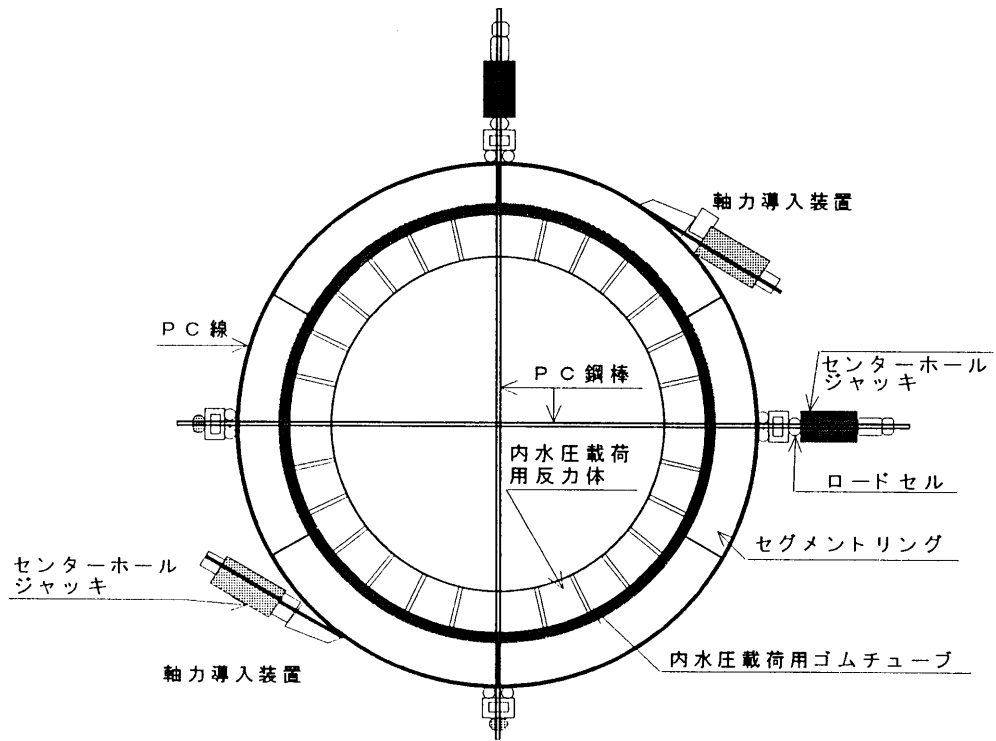 軸力導入装置
PC線
センターホール
ジャッキ
PC鋼棒
内水圧載荷
用反力体
ロードセル
セグメントリング
センターホール
ジャッキ
内水圧載荷用ゴムチューブ
軸力導入装置